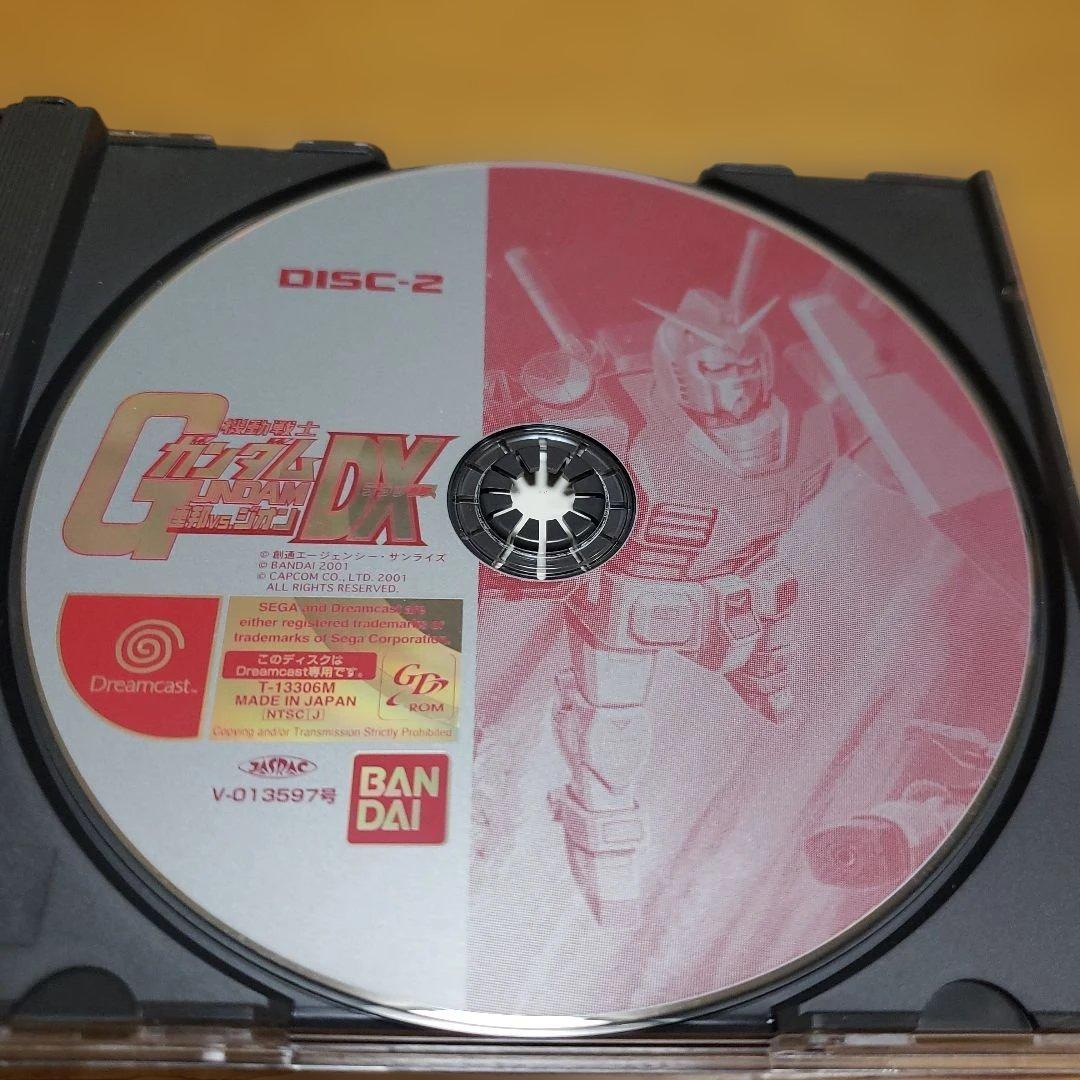 DISC-2
機動戦士
ガンダム
GUNDAM
連邦vs.ジオン
DX
© 創通エージェンシー・サンライズ
© BANDAI 2001
© CAPCOM CO., LTD. 2001
ALL RIGHTS RESERVED.
SEGA and Dreamcast are
either registered trademarks or
trademarks of Sega Corporation.
Dreamcast™
このディスクは
Dreamcast専用です。
T-13306M
MADE IN JAPAN
[NTSC[J]
GD
ROM
Copying and/or Transmission Strictly Prohibited
JASRAC
V-013597号
BAN
DAI